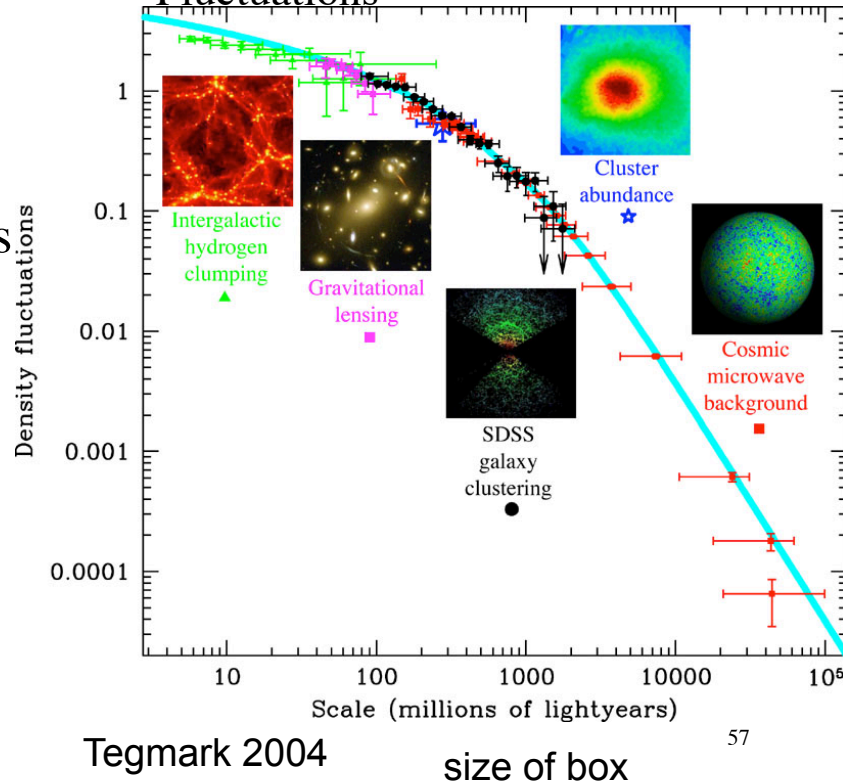 Fluctuations
1
0.1
0.01
0.001
0.0001
S
Density fluctuations
Intergalactic
hydrogen
clumping
Gravitational
lensing
SDSS
galaxy
clustering
Cluster
abundance
Cosmic
microwave
background
10
100
1000
10000
10⁵
Scale (millions of lightyears)
Tegmark 2004
size of box
57